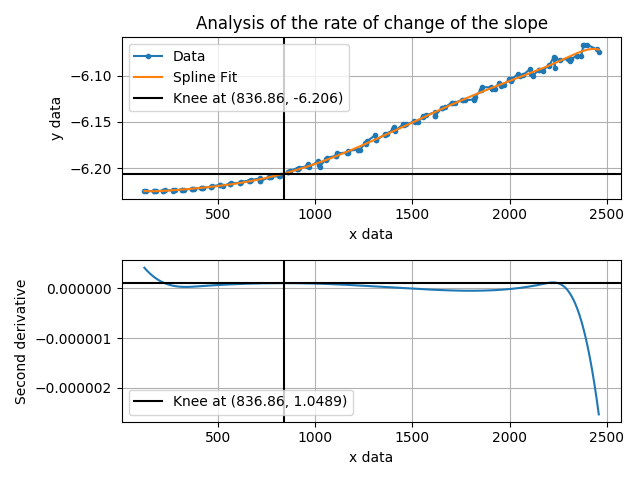 Analysis of the rate of change of the slope
Data
Spline Fit
Knee at (836.86, -6.206)
−6.10
−6.15
−6.20
y data
500
1000
1500
2000
2500
x data
0.000000
−0.000001
−0.000002
Second derivative
Knee at (836.86, 1.0489)
500
1000
1500
2000
2500
x data